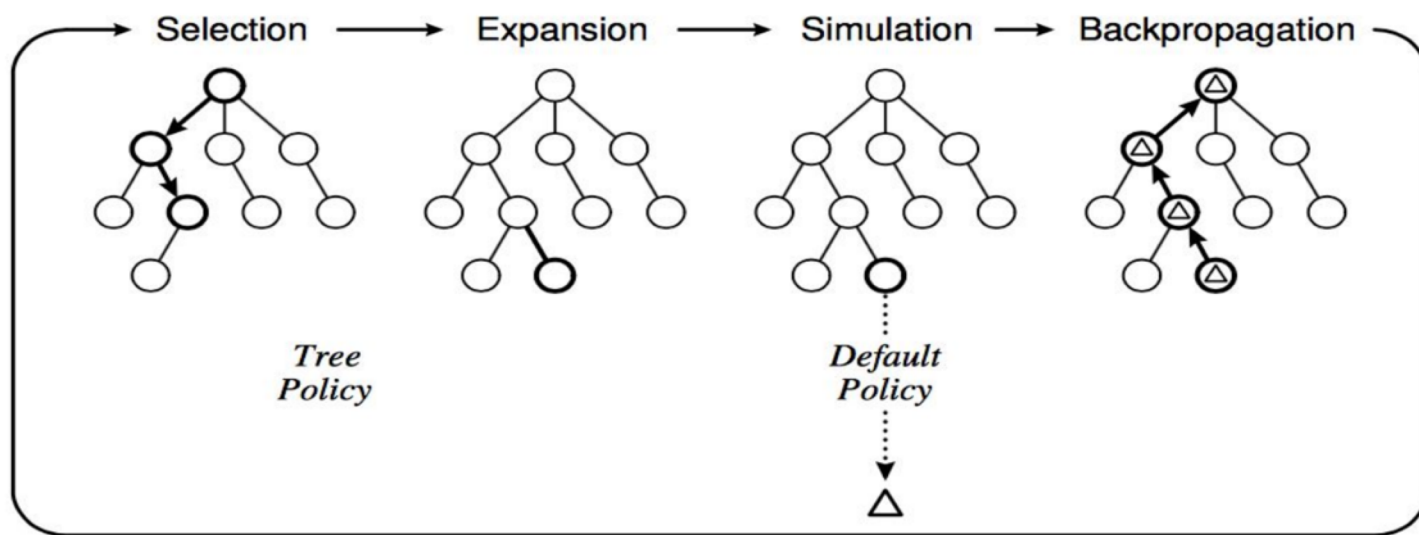 Selection
Expansion
Simulation
Backpropagation
Tree
Policy
Default
Policy